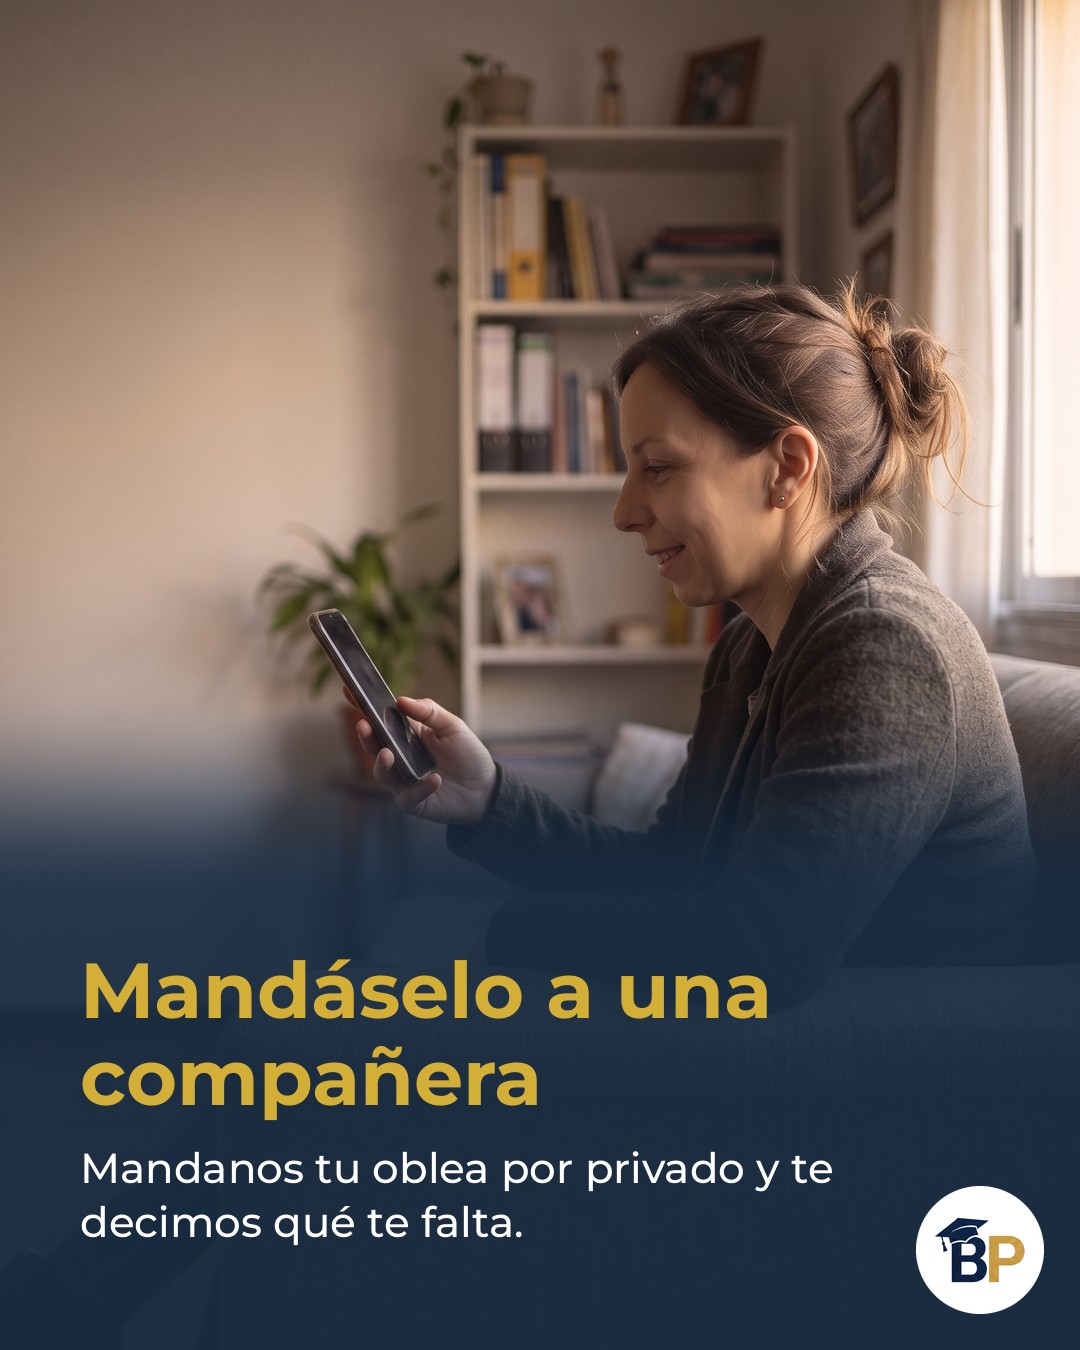 Mandáselo a una
compañera
Mandanos tu oblea por privado y te
decimos qué te falta.
BP